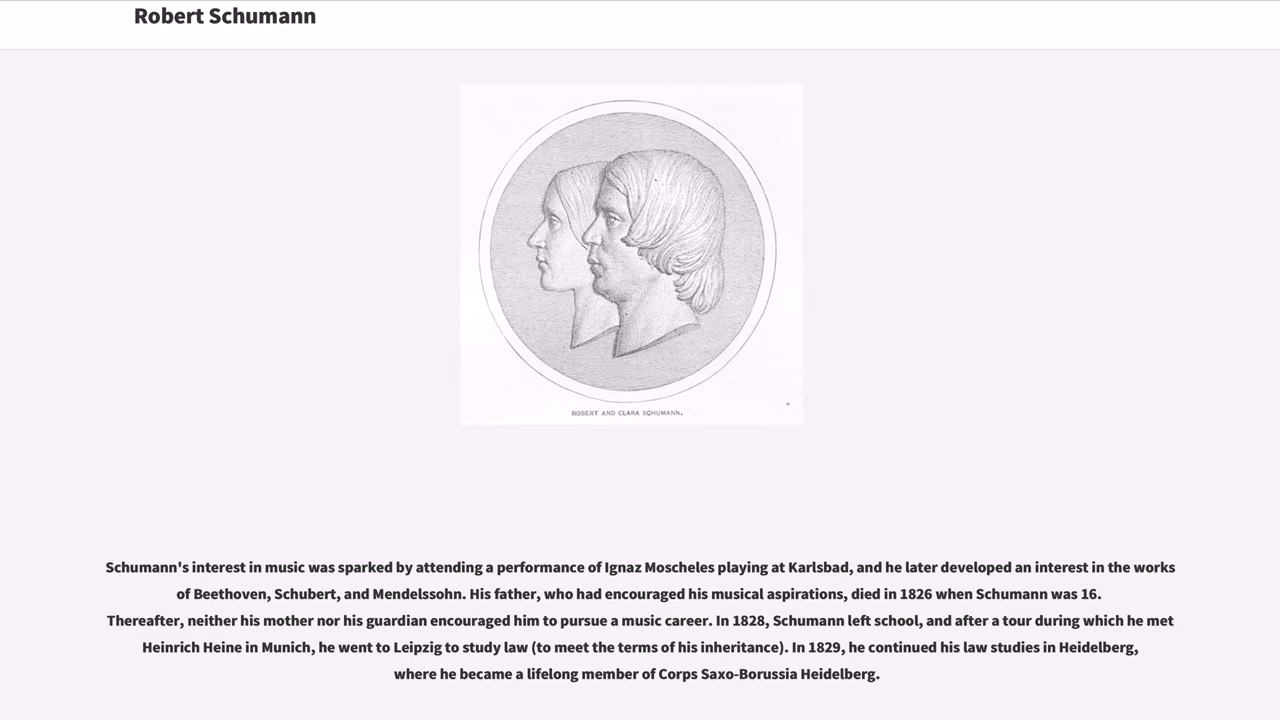 Robert Schumann
ROBERT AND CLARA SCHUMANN.
Schumann's interest in music was sparked by attending a performance of Ignaz Moscheles playing at Karlsbad, and he later developed an interest in the works
of Beethoven, Schubert, and Mendelssohn. His father, who had encouraged his musical aspirations, died in 1826 when Schumann was 16.
Thereafter, neither his mother nor his guardian encouraged him to pursue a music career. In 1828, Schumann left school, and after a tour during which he met
Heinrich Heine in Munich, he went to Leipzig to study law (to meet the terms of his inheritance). In 1829, he continued his law studies in Heidelberg,
where he became a lifelong member of Corps Saxo-Borussia Heidelberg.